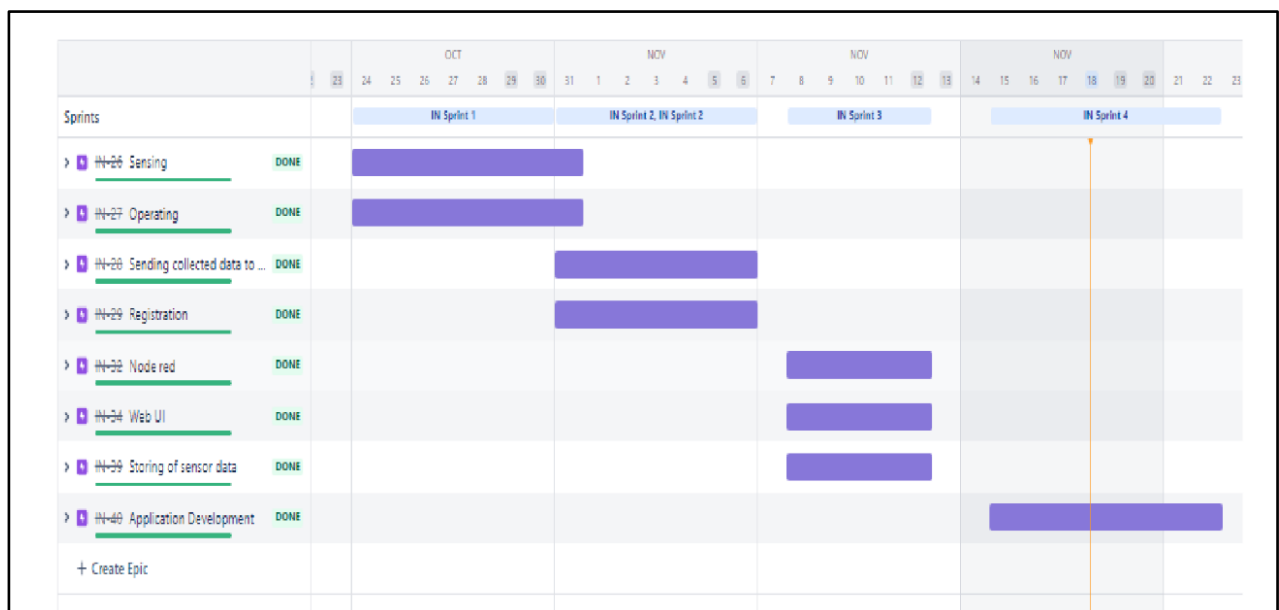 OCT NOV NOV NOV
23 24 25 26 27 28 29 30 31 1 2 3 4 5 6 7 8 9 10 11 12 13 14 15 16 17 18 19 20 21 22 23
Sprints IN Sprint 1 IN Sprint 2, IN Sprint 2 IN Sprint 3 IN Sprint 4
IN-26 Sensing DONE
IN-27 Operating DONE
IN-28 Sending collected data to ... DONE
IN-29 Registration DONE
IN-32 Node red DONE
IN-34 Web UI DONE
IN-39 Storing of sensor data DONE
IN-40 Application Development DONE
+ Create Epic